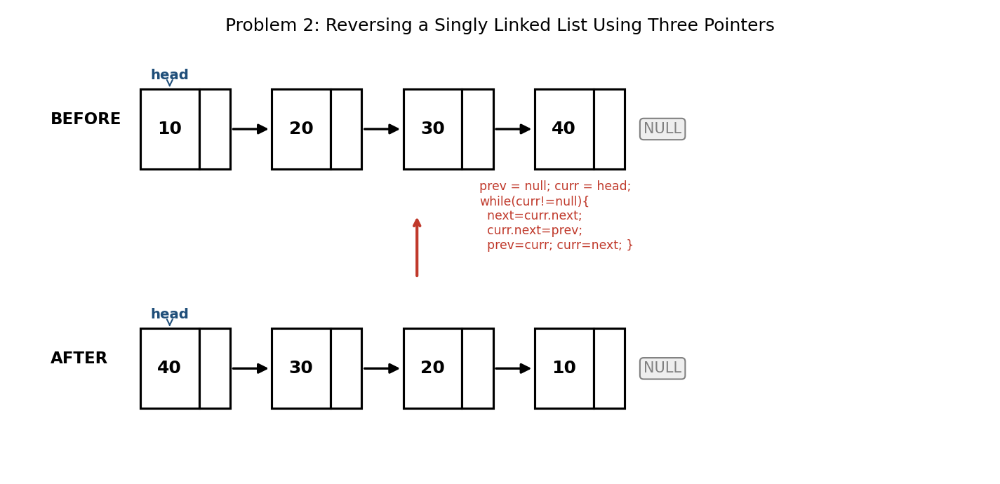 Problem 2: Reversing a Singly Linked List Using Three Pointers
head
BEFORE
10
20
30
40
NULL
prev = null; curr = head;
while(curr!=null){
  next=curr.next;
  curr.next=prev;
  prev=curr; curr=next; }
head
AFTER
40
30
20
10
NULL